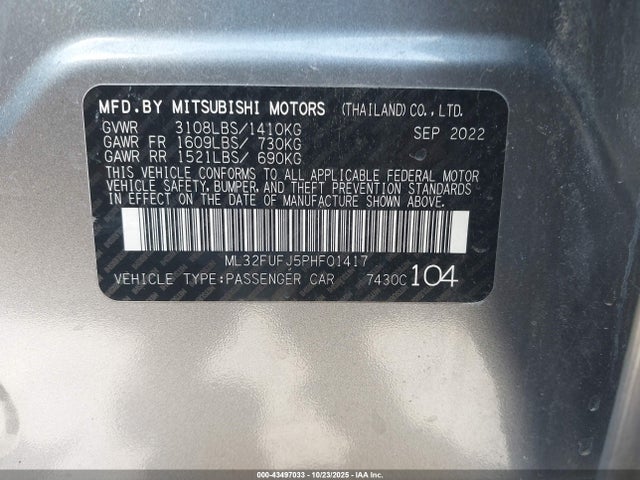 MFD.BY MITSUBISHI MOTORS (THAILAND)CO.,LTD.
GVWR 3108LBS/1410KG SEP 2022
GAWR FR 1609LBS/ 730KG
GAWR RR 1521LBS/ 690KG
THIS VEHICLE CONFORMS TO ALL APPLICABLE FEDERAL MOTOR
VEHICLE SAFETY, BUMPER, AND THEFT PREVENTION STANDARDS
IN EFFECT ON THE DATE OF MANUFACTURE SHOWN ABOVE.
ML32FUFJ5PHF01417
VEHICLE TYPE:PASSENGER CAR 7430C104
000-43497033 - 10/23/2025 - IAA Inc.